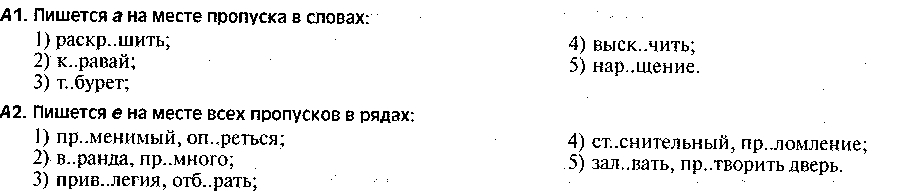 А1. Пишется а на месте пропуска в словах:
1) раскр..шить;
2) к..равай;
3) т..бурет;
4) выск..чить;
5) нар..щение.
А2. Пишется е на месте всех пропусков в рядах:
1) пр..менимый, оп..реться;
2) в..ранда, пр..много;
3) прив..легия, отб..рать;
4) ст..снительный, пр..ломление;
5) зал..вать, пр..творить дверь.